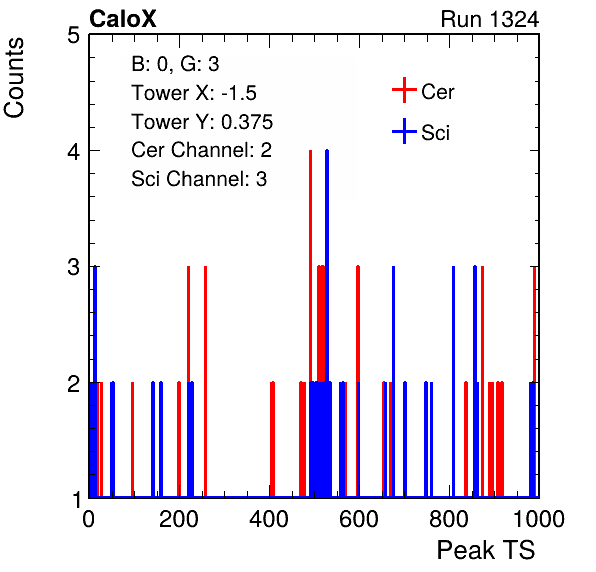 CaloX Run 1324
Counts
B: 0, G: 3
Tower X: -1.5
Tower Y: 0.375
Cer Channel: 2
Sci Channel: 3
Cer
Sci
5
4
3
2
1
0 200 400 600 800 1000
Peak TS